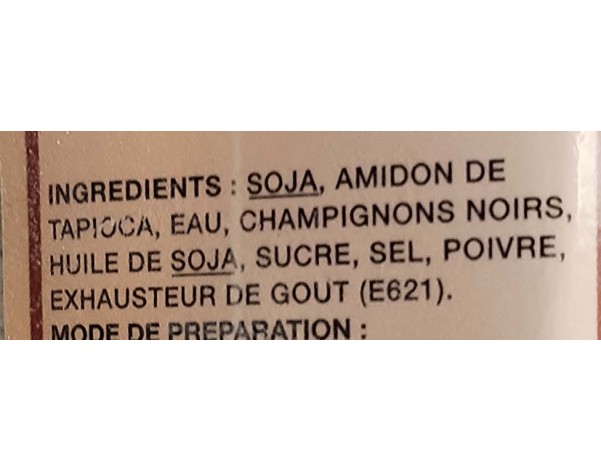 INGREDIENTS : SOJA, AMIDON DE
TAPIOCA, EAU, CHAMPIGNONS NOIRS,
HUILE DE SOJA, SUCRE, SEL, POIVRE,
EXHAUSTEUR DE GOUT (E621).
MODE DE PREPARATION :